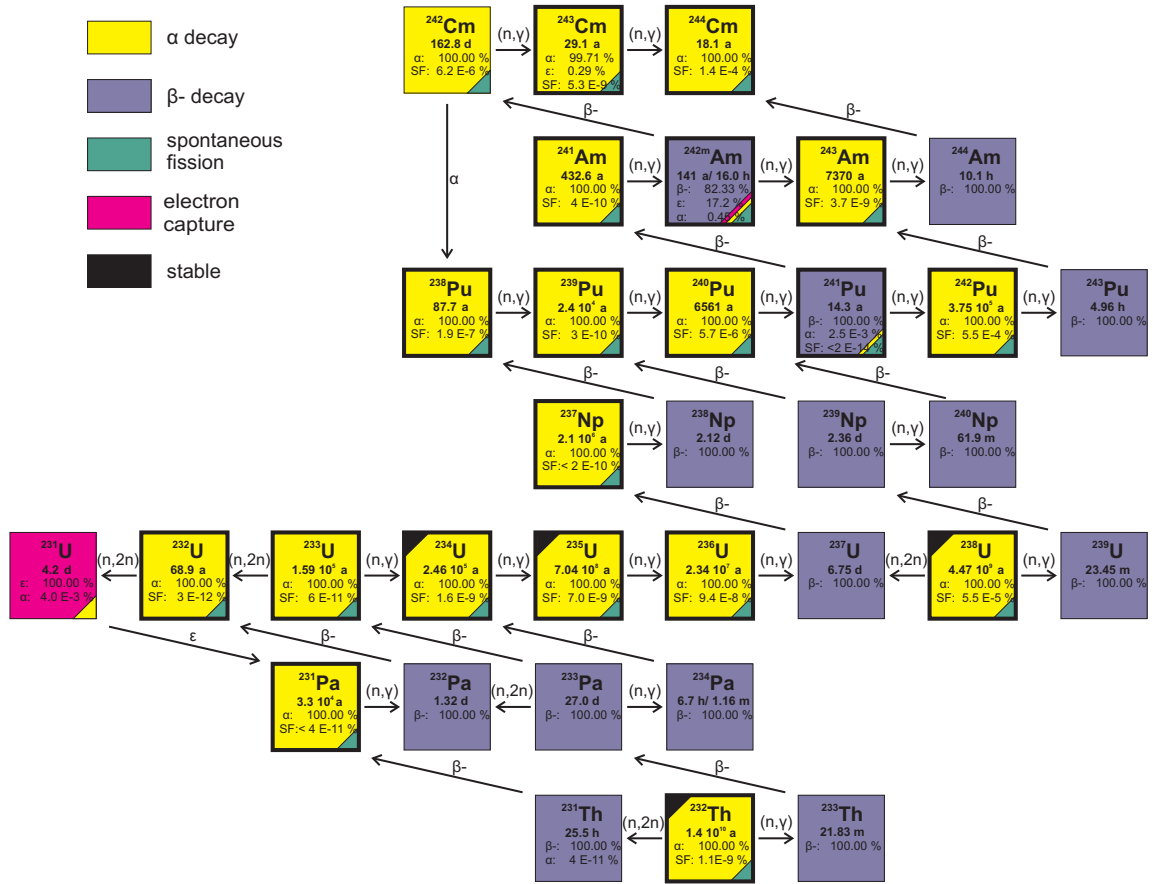 α decay
β- decay
spontaneous
fission
electron
capture
stable
242Cm
162.8 d
α: 100.00 %
SF: 6.2 E-6 %
(n,γ)
243Cm
29.1 a
α: 99.71 %
ε: 0.29 %
SF: 5.3 E-9 %
(n,γ)
244Cm
18.1 a
α: 100.00 %
SF: 1.4 E-4 %
β-
β-
α
241Am
432.6 a
α: 100.00 %
SF: 4 E-10 %
(n,γ)
242mAm
141 a/ 16.0 h
β-: 82.33 %
ε: 17.2 %
α: 0.45 %
(n,γ)
243Am
7370 a
α: 100.00 %
SF: 3.7 E-9 %
(n,γ)
244Am
10.1 h
β-: 100.00 %
β-
β-
238Pu
87.7 a
α: 100.00 %
SF: 1.9 E-7 %
(n,γ)
239Pu
2.4 10⁴ a
α: 100.00 %
SF: 3 E-10 %
(n,γ)
240Pu
6561 a
α: 100.00 %
SF: 5.7 E-6 %
(n,γ)
241Pu
14.3 a
β-: 100.00 %
α: 2.5 E-3 %
SF: <2 E-14 %
(n,γ)
242Pu
3.75 10⁵ a
α: 100.00 %
SF: 5.5 E-4 %
(n,γ)
243Pu
4.96 h
β-: 100.00 %
β-
β-
β-
237Np
2.1 10⁶ a
α: 100.00 %
SF:< 2 E-10 %
(n,γ)
238Np
2.12 d
β-: 100.00 %
239Np
2.36 d
β-: 100.00 %
(n,γ)
240Np
61.9 m
β-: 100.00 %
β-
β-
231U
4.2 d
ε: 100.00 %
α: 4.0 E-3 %
(n,2n)
232U
68.9 a
α: 100.00 %
SF: 3 E-12 %
(n,2n)
233U
1.59 10⁵ a
α: 100.00 %
SF: 6 E-11 %
(n,γ)
234U
2.46 10⁵ a
α: 100.00 %
SF: 1.6 E-9 %
(n,γ)
235U
7.04 10⁸ a
α: 100.00 %
SF: 7.0 E-9 %
(n,γ)
236U
2.34 10⁷ a
α: 100.00 %
SF: 9.4 E-8 %
(n,γ)
237U
6.75 d
β-: 100.00 %
(n,2n)
238U
4.47 10⁹ a
α: 100.00 %
SF: 5.5 E-5 %
(n,γ)
239U
23.45 m
β-: 100.00 %
ε
β-
β-
β-
231Pa
3.3 10⁴ a
α: 100.00 %
SF:< 4 E-11 %
(n,γ)
232Pa
1.32 d
β-: 100.00 %
(n,2n)
233Pa
27.0 d
β-: 100.00 %
(n,γ)
234Pa
6.7 h/ 1.16 m
β-: 100.00 %
β-
β-
231Th
25.5 h
β-: 100.00 %
α: 4 E-11 %
(n,2n)
232Th
1.4 10¹⁰ a
α: 100.00 %
SF: 1.1E-9 %
(n,γ)
233Th
21.83 m
β-: 100.00 %